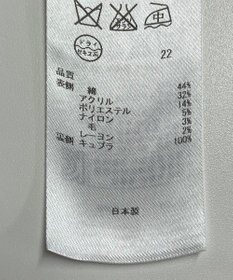 ドライ
セキユ系
22
品質
表側 綿 44%
アクリル 32%
ポリエステル 14%
ナイロン 5%
毛 3%
レーヨン 2%
裏側 キュプラ 100%
日本製